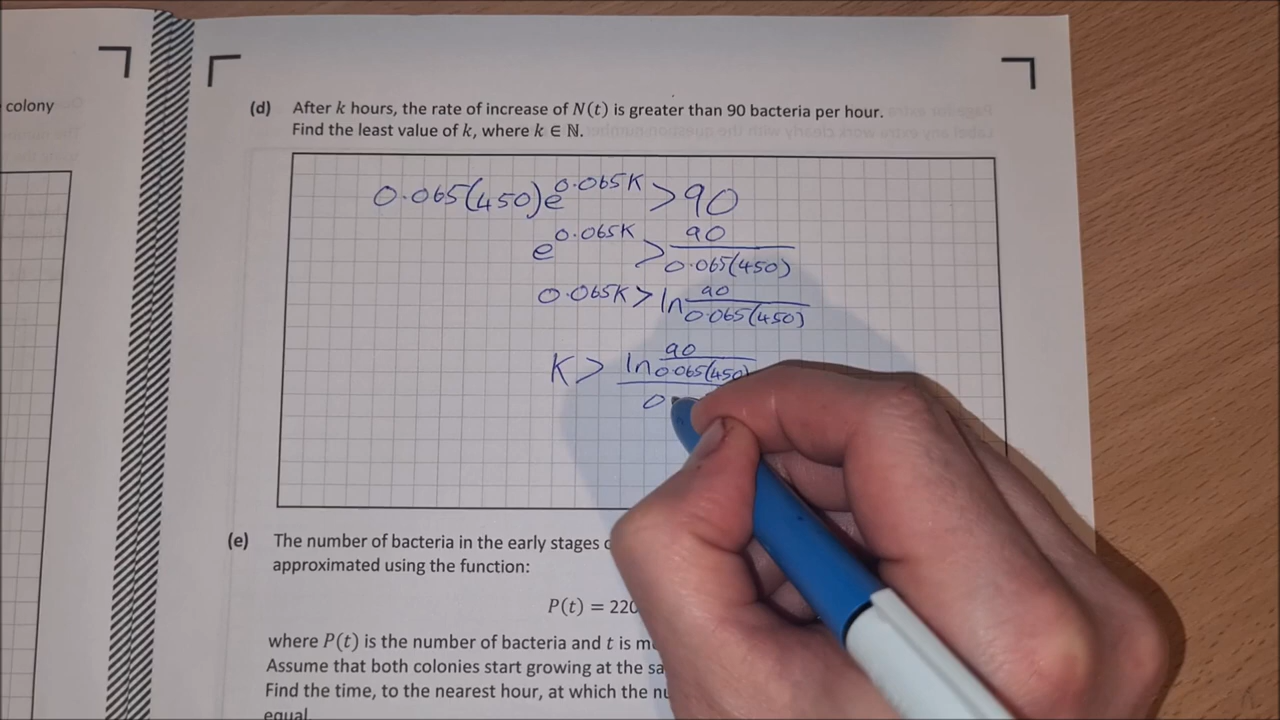 colony
(d) After k hours, the rate of increase of N(t) is greater than 90 bacteria per hour.
Find the least value of k, where k ∈ ℕ.
0.065(450)e^0.065K > 90
e^0.065K > 90/0.065(450)
0.065K > ln 90/0.065(450)
K > ln 90/0.065(450)
0
(e) The number of bacteria in the early stages
approximated using the function:
P(t) = 220
where P(t) is the number of bacteria and t is
Assume that both colonies start growing at the
Find the time, to the nearest hour, at which the
equal.